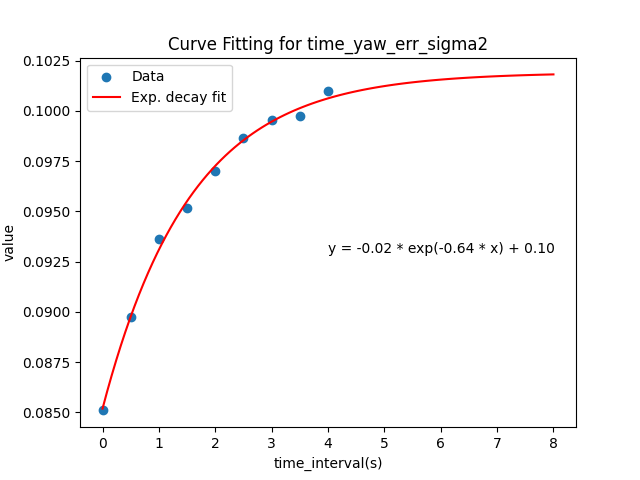 Curve Fitting for time_yaw_err_sigma2
Data
Exp. decay fit
0.1025
0.1000
0.0975
0.0950
0.0925
0.0900
0.0875
0.0850
value
y = -0.02 * exp(-0.64 * x) + 0.10
0 1 2 3 4 5 6 7 8
time_interval(s)